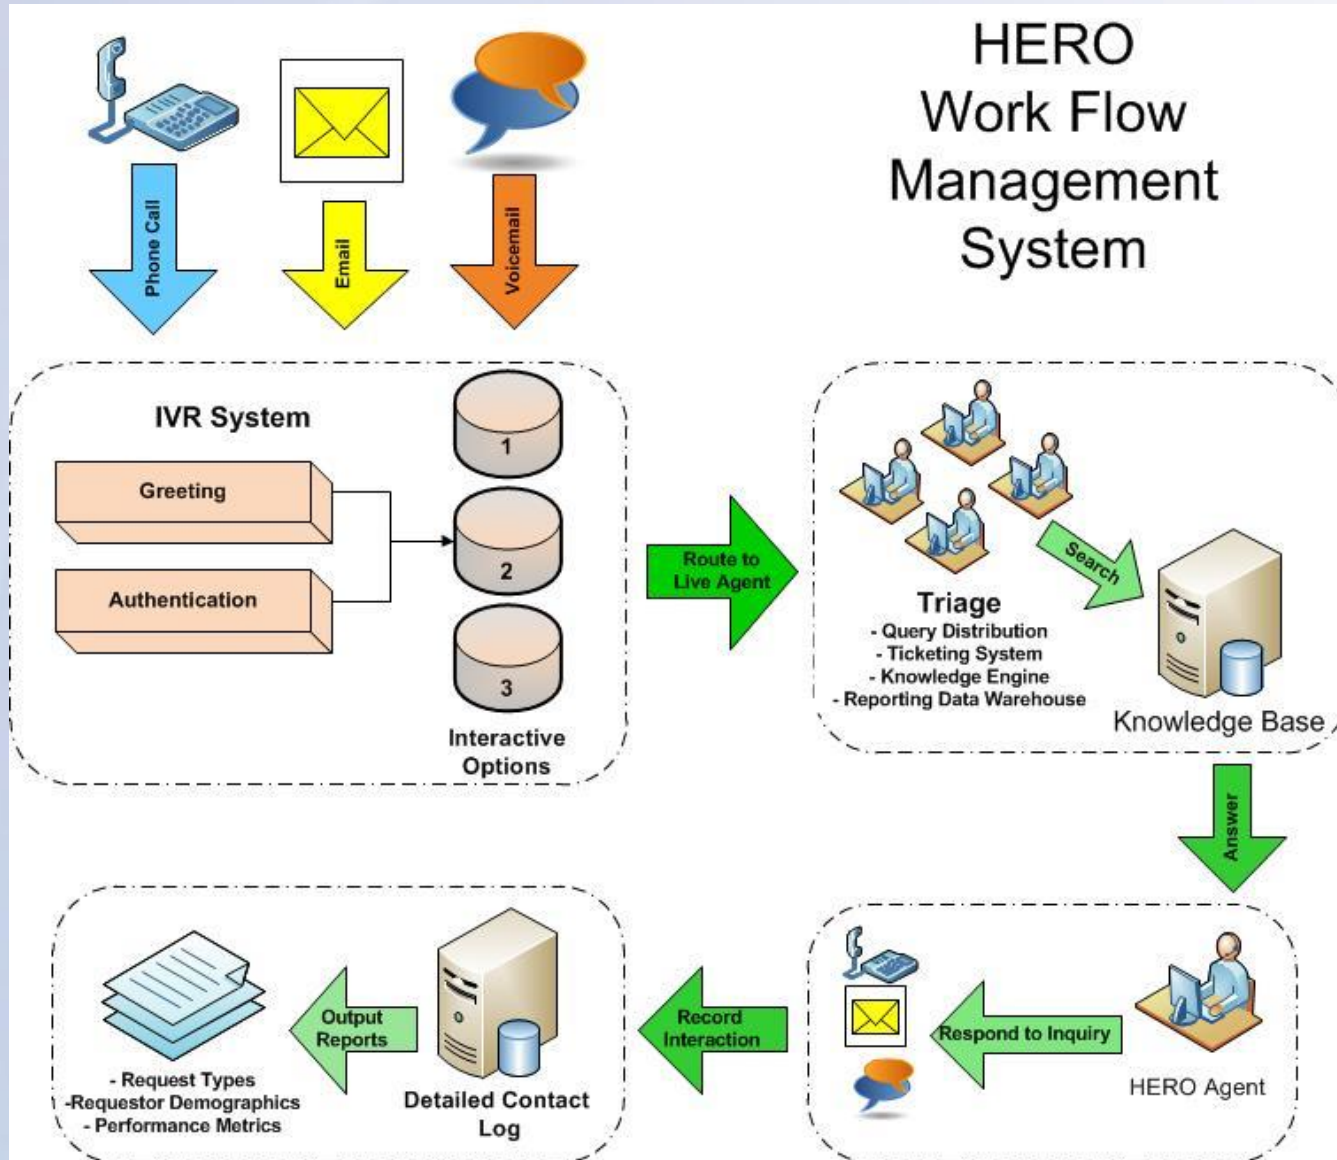 HERO
Work Flow
Management
System
Phone Call
Email
Voicemail
IVR System
Greeting
Authentication
1
2
3
Interactive
Options
Route to
Live Agent
Search
Triage
- Query Distribution
- Ticketing System
- Knowledge Engine
- Reporting Data Warehouse
Knowledge Base
Answer
HERO Agent
Respond to Inquiry
Record
Interaction
Detailed Contact
Log
Output
Reports
- Request Types
-Requestor Demographics
- Performance Metrics